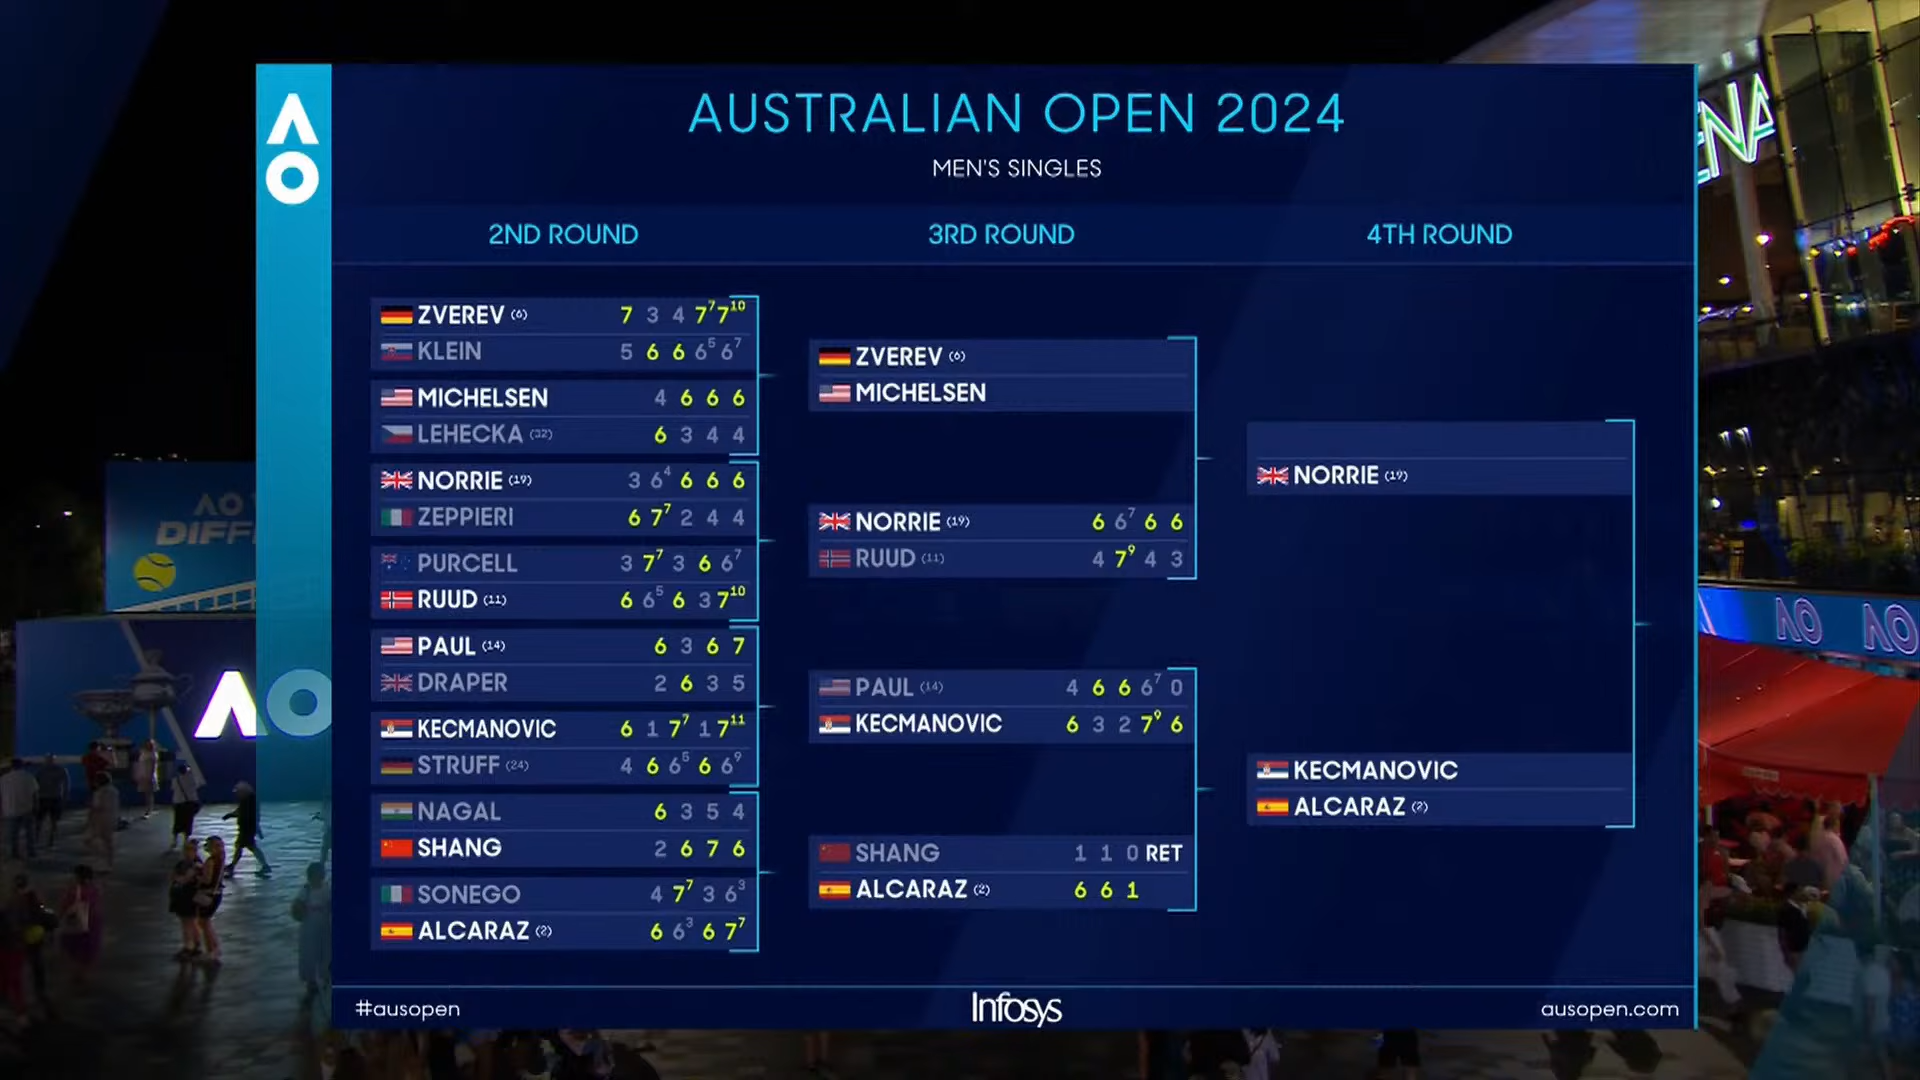 AO
AUSTRALIAN OPEN 2024
MEN'S SINGLES
2ND ROUND
3RD ROUND
4TH ROUND
ZVEREV (6) 7 3 4 7⁷ 7¹⁰
KLEIN 5 6 6 6⁵ 6⁷
MICHELSEN 4 6 6 6
LEHECKA (32) 6 3 4 4
NORRIE (19) 3 6⁴ 6 6 6
ZEPPIERI 6 7⁷ 2 4 4
PURCELL 3 7⁷ 3 6 6⁷
RUUD (11) 6 6⁵ 6 3 7¹⁰
PAUL (14) 6 3 6 7
DRAPER 2 6 3 5
KECMANOVIC 6 1 7⁷ 1 7¹¹
STRUFF (24) 4 6 6⁵ 6 6⁹
NAGAL 6 3 5 4
SHANG 2 6 7 6
SONEGO 4 7⁷ 3 6³
ALCARAZ (2) 6 6³ 6 7⁷
ZVEREV (6)
MICHELSEN
NORRIE (19) 6 6⁷ 6 6
RUUD (11) 4 7⁹ 4 3
PAUL (14) 4 6 6 6⁷ 0
KECMANOVIC 6 3 2 7⁹ 6
SHANG 1 1 0 RET
ALCARAZ (2) 6 6 1
NORRIE (19)
KECMANOVIC
ALCARAZ (2)
#ausopen
Infosys
ausopen.com
AO
DIFF
AO
ENA
AO
AO